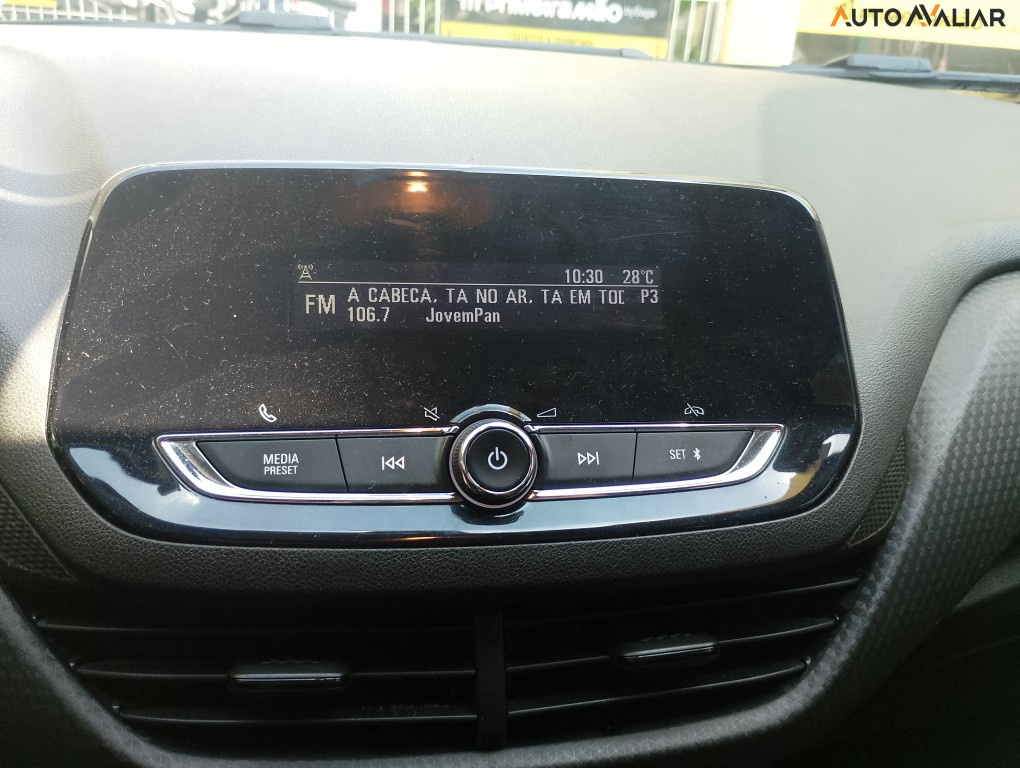 AUTO AVALIAR
10:30 28°C
FM A CABECA, TA NO AR, TA EM TOD P3
106.7 JovemPan
MEDIA
PRESET
SET